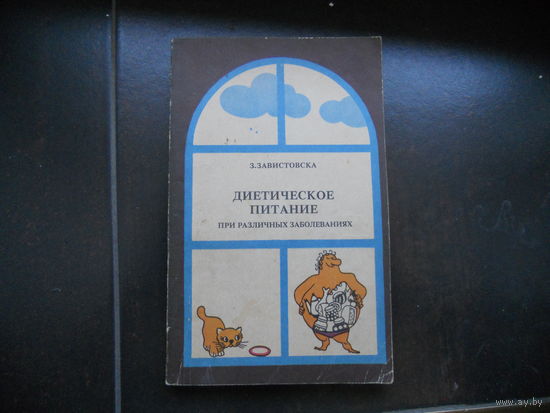 З.ЗАВИСТОВСКА
ДИЕТИЧЕСКОЕ
ПИТАНИЕ
ПРИ РАЗЛИЧНЫХ ЗАБОЛЕВАНИЯХ
www.ay.by